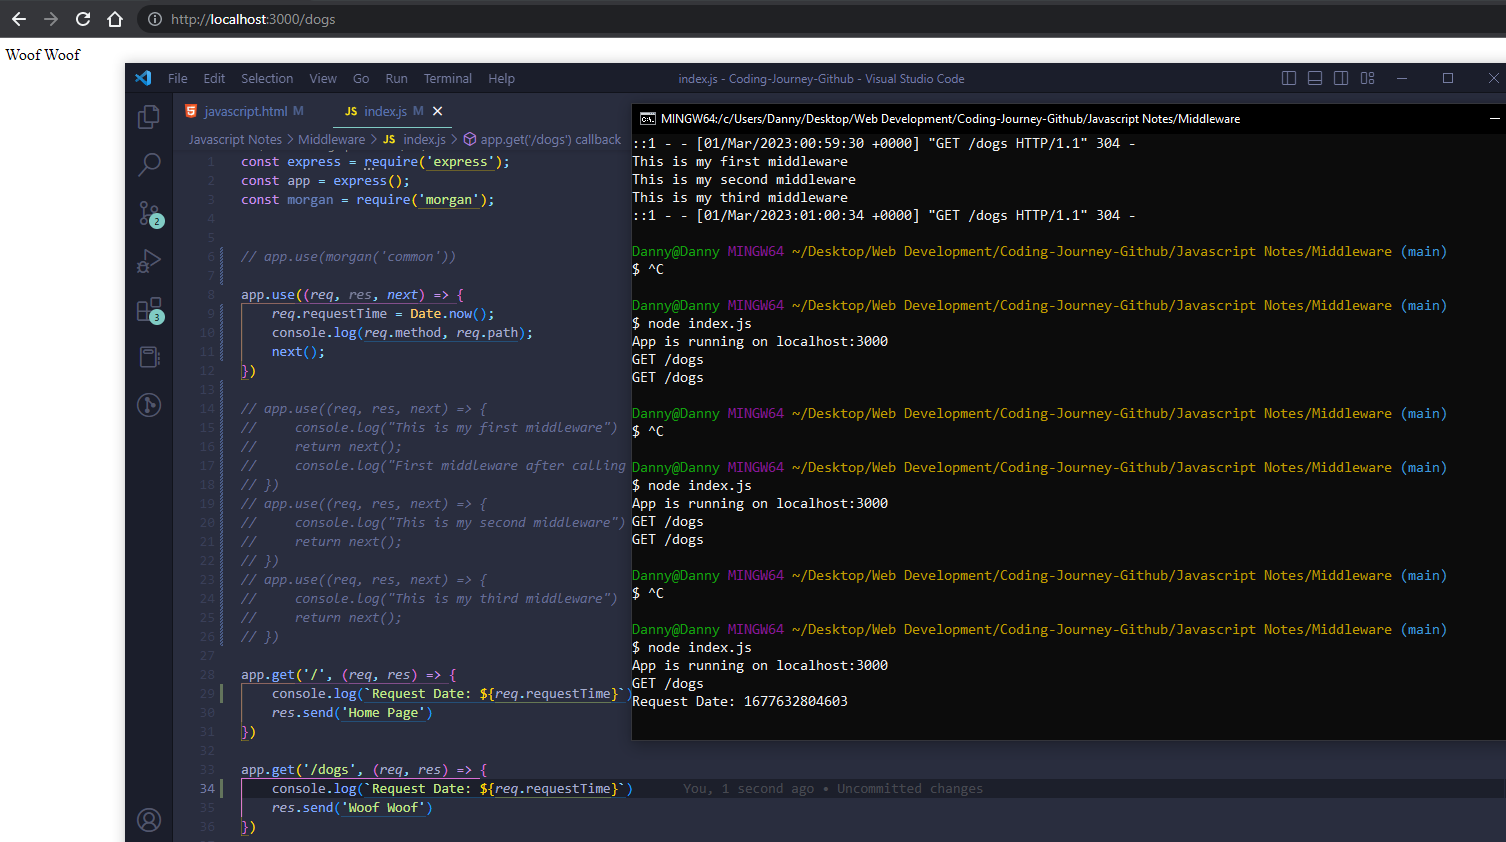 http://localhost:3000/dogs
Woof Woof
File Edit Selection View Go Run Terminal Help
index.js - Coding-Journey-Github - Visual Studio Code
javascript.html M
JS index.js M
Javascript Notes > Middleware > JS index.js > app.get('/dogs') callback
1 const express = require('express');
2 const app = express();
3 const morgan = require('morgan');
4
5
6 // app.use(morgan('common'))
7
8 app.use((req, res, next) => {
9 req.requestTime = Date.now();
10 console.log(req.method, req.path);
11 next();
12 })
13
14 // app.use((req, res, next) => {
15 // console.log("This is my first middleware")
16 // return next();
17 // console.log("First middleware after calling
18 // })
19 // app.use((req, res, next) => {
20 // console.log("This is my second middleware")
21 // return next();
22 // })
23 // app.use((req, res, next) => {
24 // console.log("This is my third middleware")
25 // return next();
26 // })
27
28 app.get('/', (req, res) => {
29 console.log(`Request Date: ${req.requestTime}`)
30 res.send('Home Page')
31 })
32
33 app.get('/dogs', (req, res) => {
34 console.log(`Request Date: ${req.requestTime}`) You, 1 second ago • Uncommitted changes
35 res.send('Woof Woof')
36 })
2
3
MINGW64:/c/Users/Danny/Desktop/Web Development/Coding-Journey-Github/Javascript Notes/Middleware
::1 - - [01/Mar/2023:00:59:30 +0000] "GET /dogs HTTP/1.1" 304 -
This is my first middleware
This is my second middleware
This is my third middleware
::1 - - [01/Mar/2023:01:00:34 +0000] "GET /dogs HTTP/1.1" 304 -
Danny@Danny MINGW64 ~/Desktop/Web Development/Coding-Journey-Github/Javascript Notes/Middleware (main)
$ ^C
Danny@Danny MINGW64 ~/Desktop/Web Development/Coding-Journey-Github/Javascript Notes/Middleware (main)
$ node index.js
App is running on localhost:3000
GET /dogs
GET /dogs
Danny@Danny MINGW64 ~/Desktop/Web Development/Coding-Journey-Github/Javascript Notes/Middleware (main)
$ ^C
Danny@Danny MINGW64 ~/Desktop/Web Development/Coding-Journey-Github/Javascript Notes/Middleware (main)
$ node index.js
App is running on localhost:3000
GET /dogs
GET /dogs
Danny@Danny MINGW64 ~/Desktop/Web Development/Coding-Journey-Github/Javascript Notes/Middleware (main)
$ ^C
Danny@Danny MINGW64 ~/Desktop/Web Development/Coding-Journey-Github/Javascript Notes/Middleware (main)
$ node index.js
App is running on localhost:3000
GET /dogs
Request Date: 1677632804603